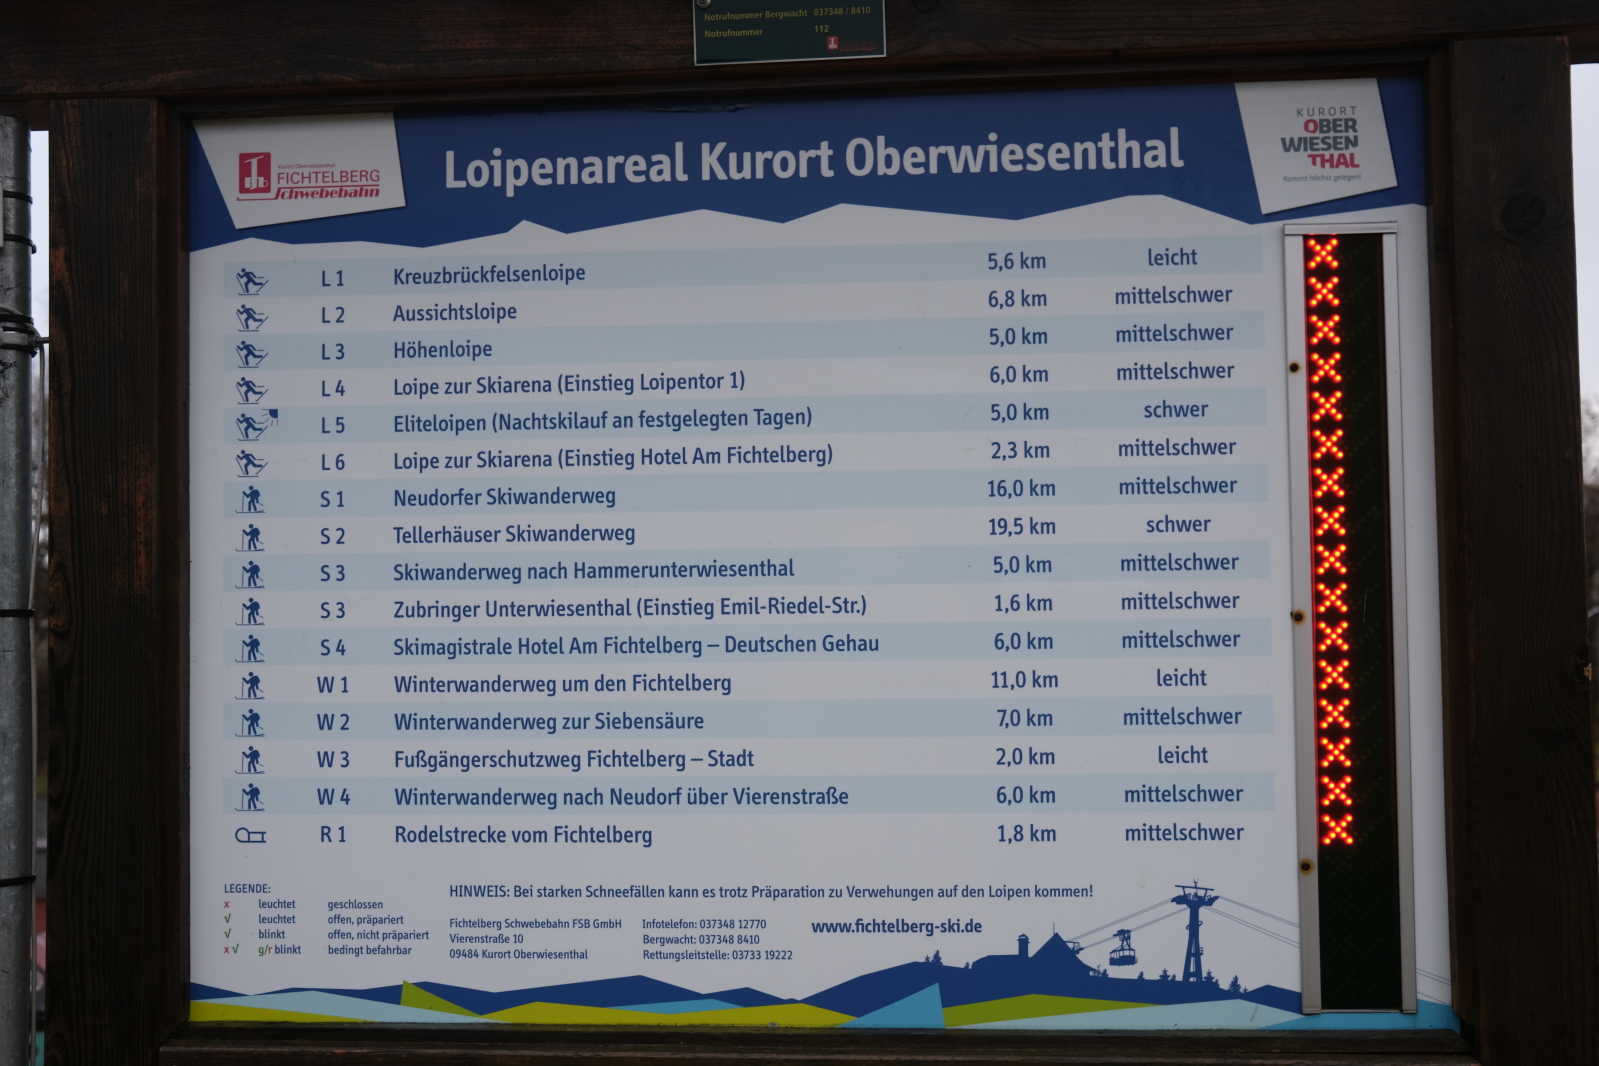 Notrufnummer Bergwacht 037348 / 8410
Notrufnummer 112
Kurort Oberwiesenthal
FICHTELBERG
Schwebebahn
Loipenareal Kurort Oberwiesenthal
KURORT
OBER
WIESEN
THAL
Kommt höchst gelegen!
L 1 Kreuzbrückfelsenloipe 5,6 km leicht
L 2 Aussichtsloipe 6,8 km mittelschwer
L 3 Höhenloipe 5,0 km mittelschwer
L 4 Loipe zur Skiarena (Einstieg Loipentor 1) 6,0 km mittelschwer
L 5 Eliteloipen (Nachtskilauf an festgelegten Tagen) 5,0 km schwer
L 6 Loipe zur Skiarena (Einstieg Hotel Am Fichtelberg) 2,3 km mittelschwer
S 1 Neudorfer Skiwanderweg 16,0 km mittelschwer
S 2 Tellerhäuser Skiwanderweg 19,5 km schwer
S 3 Skiwanderweg nach Hammerunterwiesenthal 5,0 km mittelschwer
S 3 Zubringer Unterwiesenthal (Einstieg Emil-Riedel-Str.) 1,6 km mittelschwer
S 4 Skimagistrale Hotel Am Fichtelberg – Deutschen Gehau 6,0 km mittelschwer
W 1 Winterwanderweg um den Fichtelberg 11,0 km leicht
W 2 Winterwanderweg zur Siebensäure 7,0 km mittelschwer
W 3 Fußgängerschutzweg Fichtelberg – Stadt 2,0 km leicht
W 4 Winterwanderweg nach Neudorf über Vierenstraße 6,0 km mittelschwer
R 1 Rodelstrecke vom Fichtelberg 1,8 km mittelschwer
LEGENDE:
x leuchtet geschlossen
√ leuchtet offen, präpariert
√ blinkt offen, nicht präpariert
x √ g/r blinkt bedingt befahrbar
HINWEIS: Bei starken Schneefällen kann es trotz Präparation zu Verwehungen auf den Loipen kommen!
Fichtelberg Schwebebahn FSB GmbH
Vierenstraße 10
09484 Kurort Oberwiesenthal
Infotelefon: 037348 12770
Bergwacht: 037348 8410
Rettungsleitstelle: 03733 19222
www.fichtelberg-ski.de